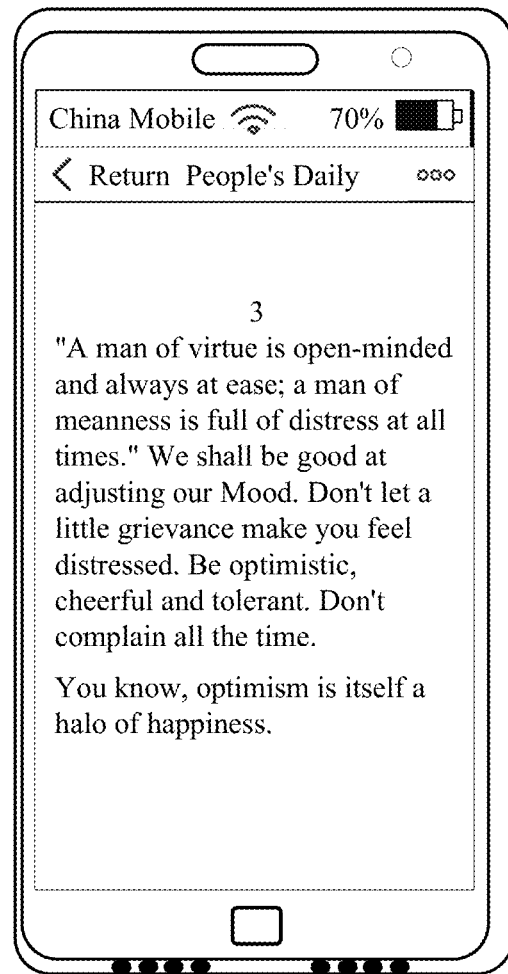 China Mobile 70%
Return People's Daily
3
"A man of virtue is open-minded
and always at ease; a man of
meanness is full of distress at all
times." We shall be good at
adjusting our Mood. Don't let a
little grievance make you feel
distressed. Be optimistic,
cheerful and tolerant. Don't
complain all the time.
You know, optimism is itself a
halo of happiness.